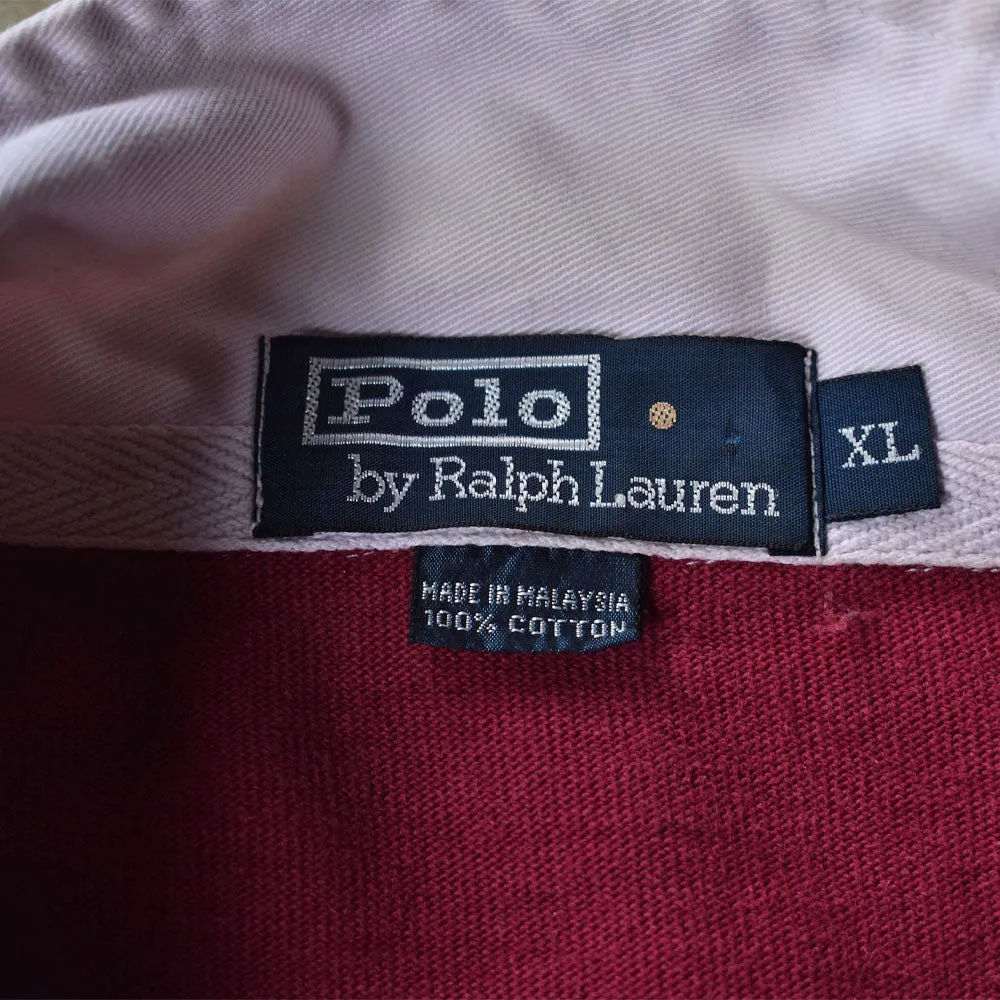 Polo
by Ralph Lauren
XL
MADE IN MALAYSIA
100% COTTON